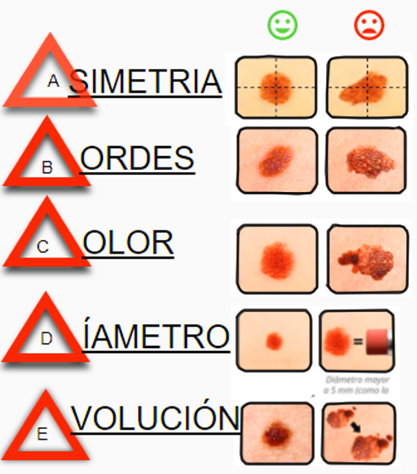 A SIMETRIA
B ORDES
C OLOR
D ÍAMETRO
=
Diámetro mayor
a 5 mm (como la
E VOLUCIÓN